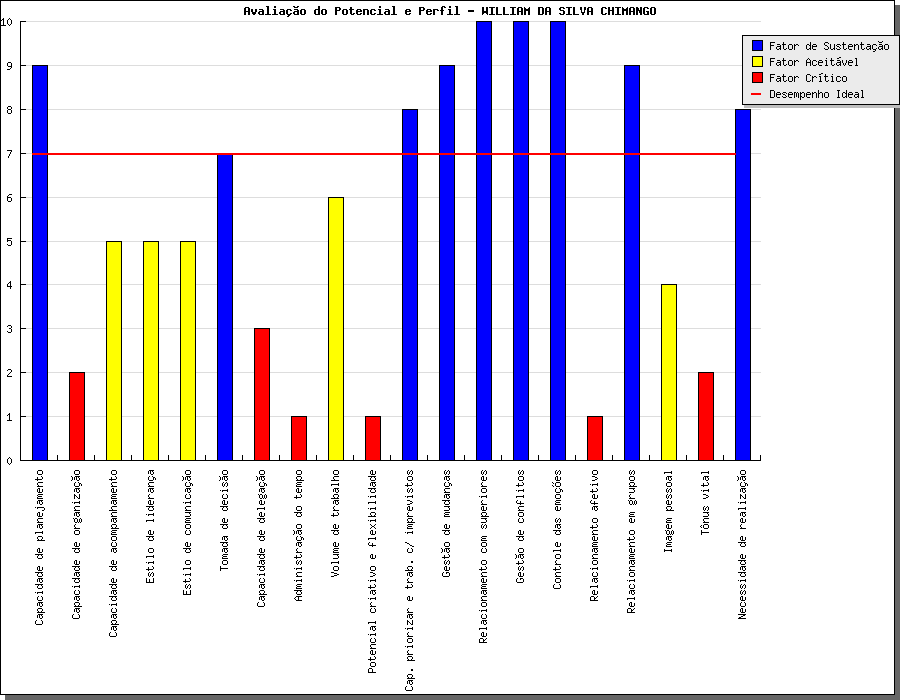 Avaliação do Potencial e Perfil - WILLIAM DA SILVA CHIMANGO
Fator de Sustentação
Fator Aceitável
Fator Crítico
Desempenho Ideal
10
9
8
7
6
5
4
3
2
1
0
Capacidade de planejamento
Capacidade de organização
Capacidade de acompanhamento
Estilo de liderança
Estilo de comunicação
Tomada de decisão
Capacidade de delegação
Administração do tempo
Volume de trabalho
Potencial criativo e flexibilidade
Cap. priorizar e trab. c/ imprevistos
Gestão de mudanças
Relacionamento com superiores
Gestão de conflitos
Controle das emoções
Relacionamento afetivo
Relacionamento em grupos
Imagem pessoal
Tônus vital
Necessidade de realização